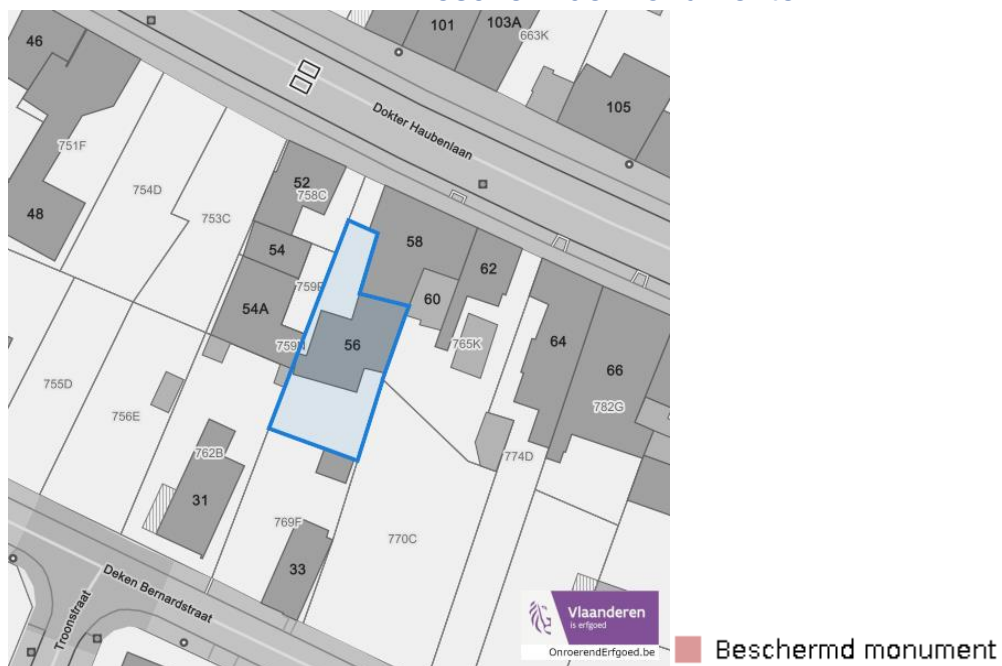 101
103A
663K
46
105
Dokter Haubenlaan
751F
754D
52
758C
48
753C
54
58
62
60
54A
56
765K
64
66
755D
756E
782G
762B
774D
31
769F
770C
33
Deken Bernardstraat
Troonstraat
Vlaanderen
is erfgoed
OnroerendErfgoed.be
Beschermd monument